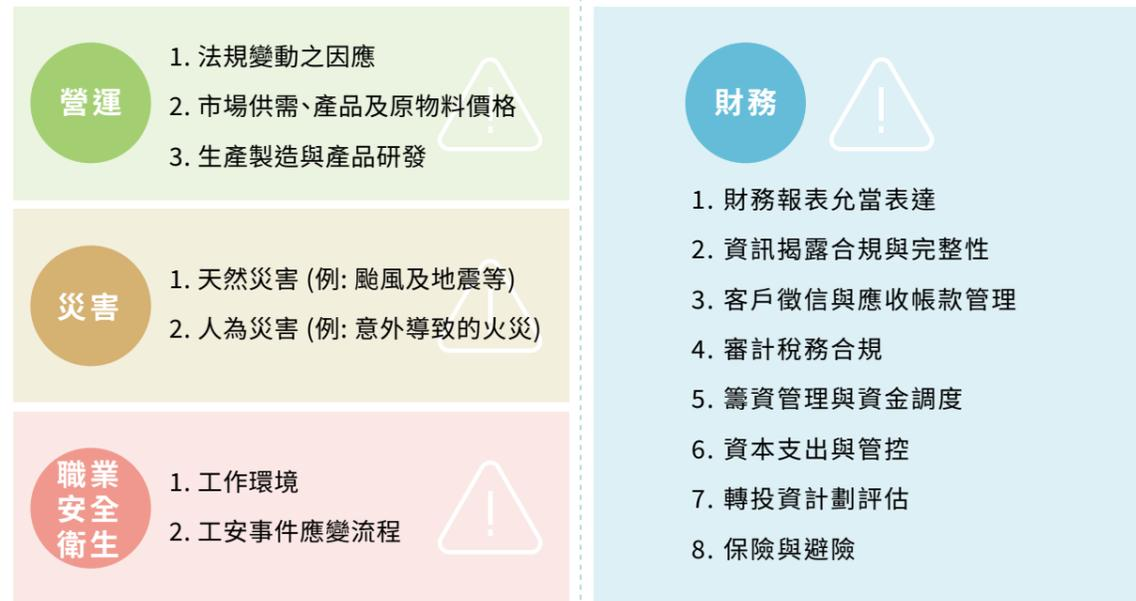 營運
1. 法規變動之因應
2. 市場供需、產品及原物料價格
3. 生產製造與產品研發
災害
1. 天然災害 (例: 颱風及地震等)
2. 人為災害 (例: 意外導致的火災)
職業
安全
衛生
1. 工作環境
2. 工安事件應變流程
財務
1. 財務報表允當表達
2. 資訊揭露合規與完整性
3. 客戶徵信與應收帳款管理
4. 審計稅務合規
5. 籌資管理與資金調度
6. 資本支出與管控
7. 轉投資計劃評估
8. 保險與避險